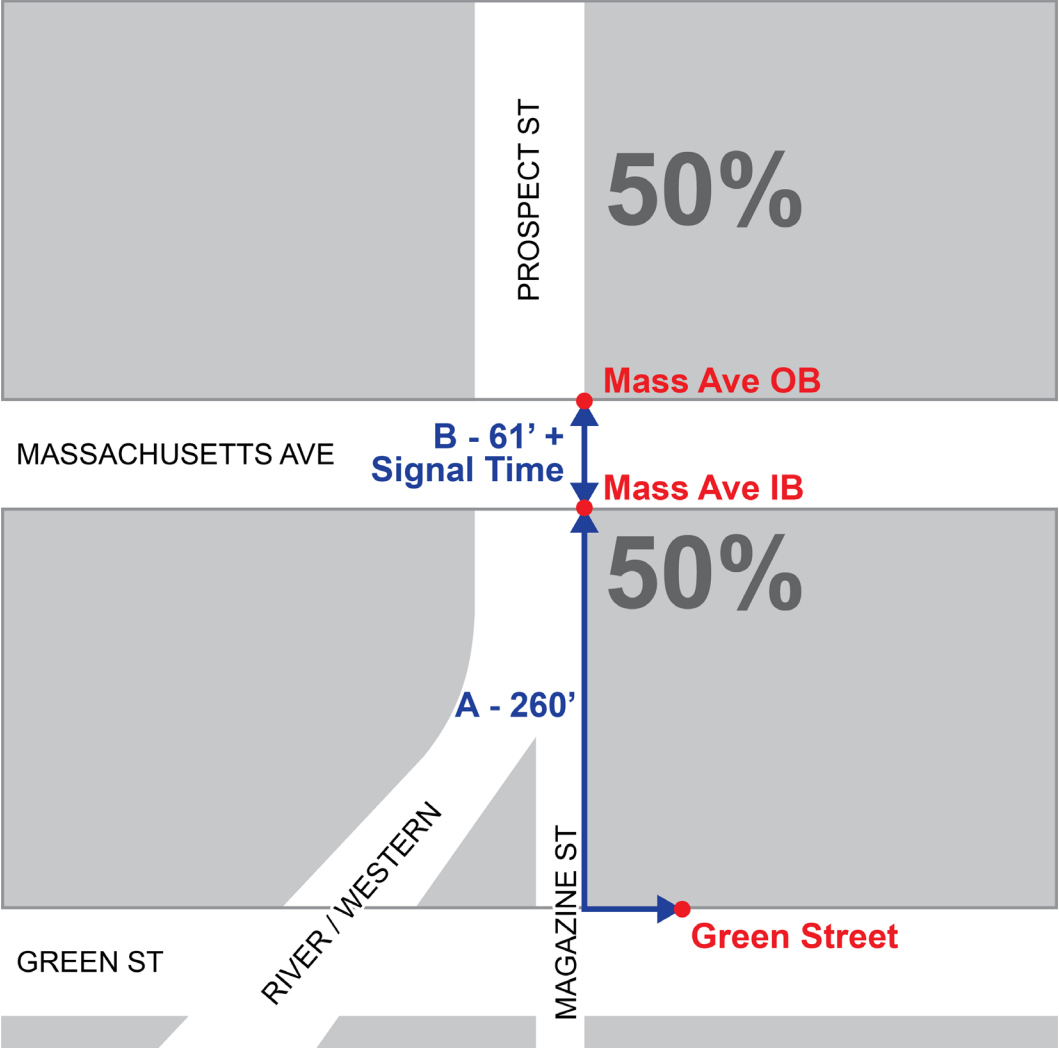 PROSPECT ST
50%
Mass Ave OB
B - 61’ +
Signal Time
MASSACHUSETTS AVE
Mass Ave IB
50%
A - 260’
RIVER / WESTERN
MAGAZINE ST
Green Street
GREEN ST